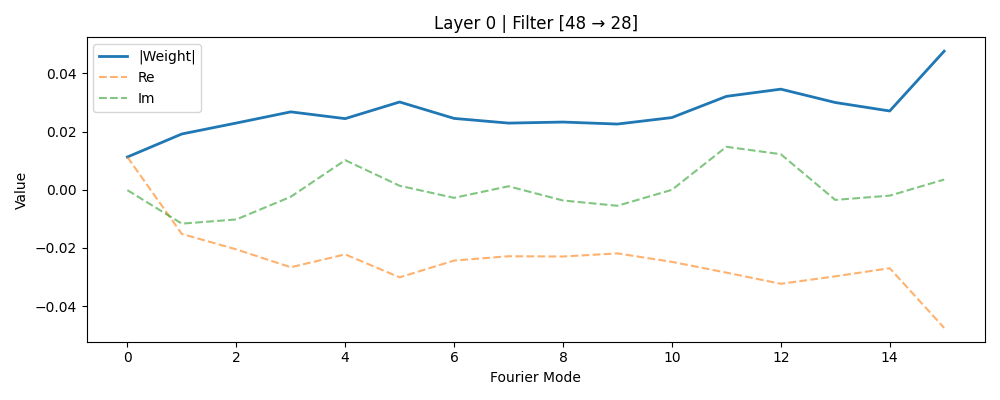 Layer 0 | Filter [48 → 28]
|Weight|
Re
Im
0.04
0.02
0.00
−0.02
−0.04
Value
0 2 4 6 8 10 12 14
Fourier Mode